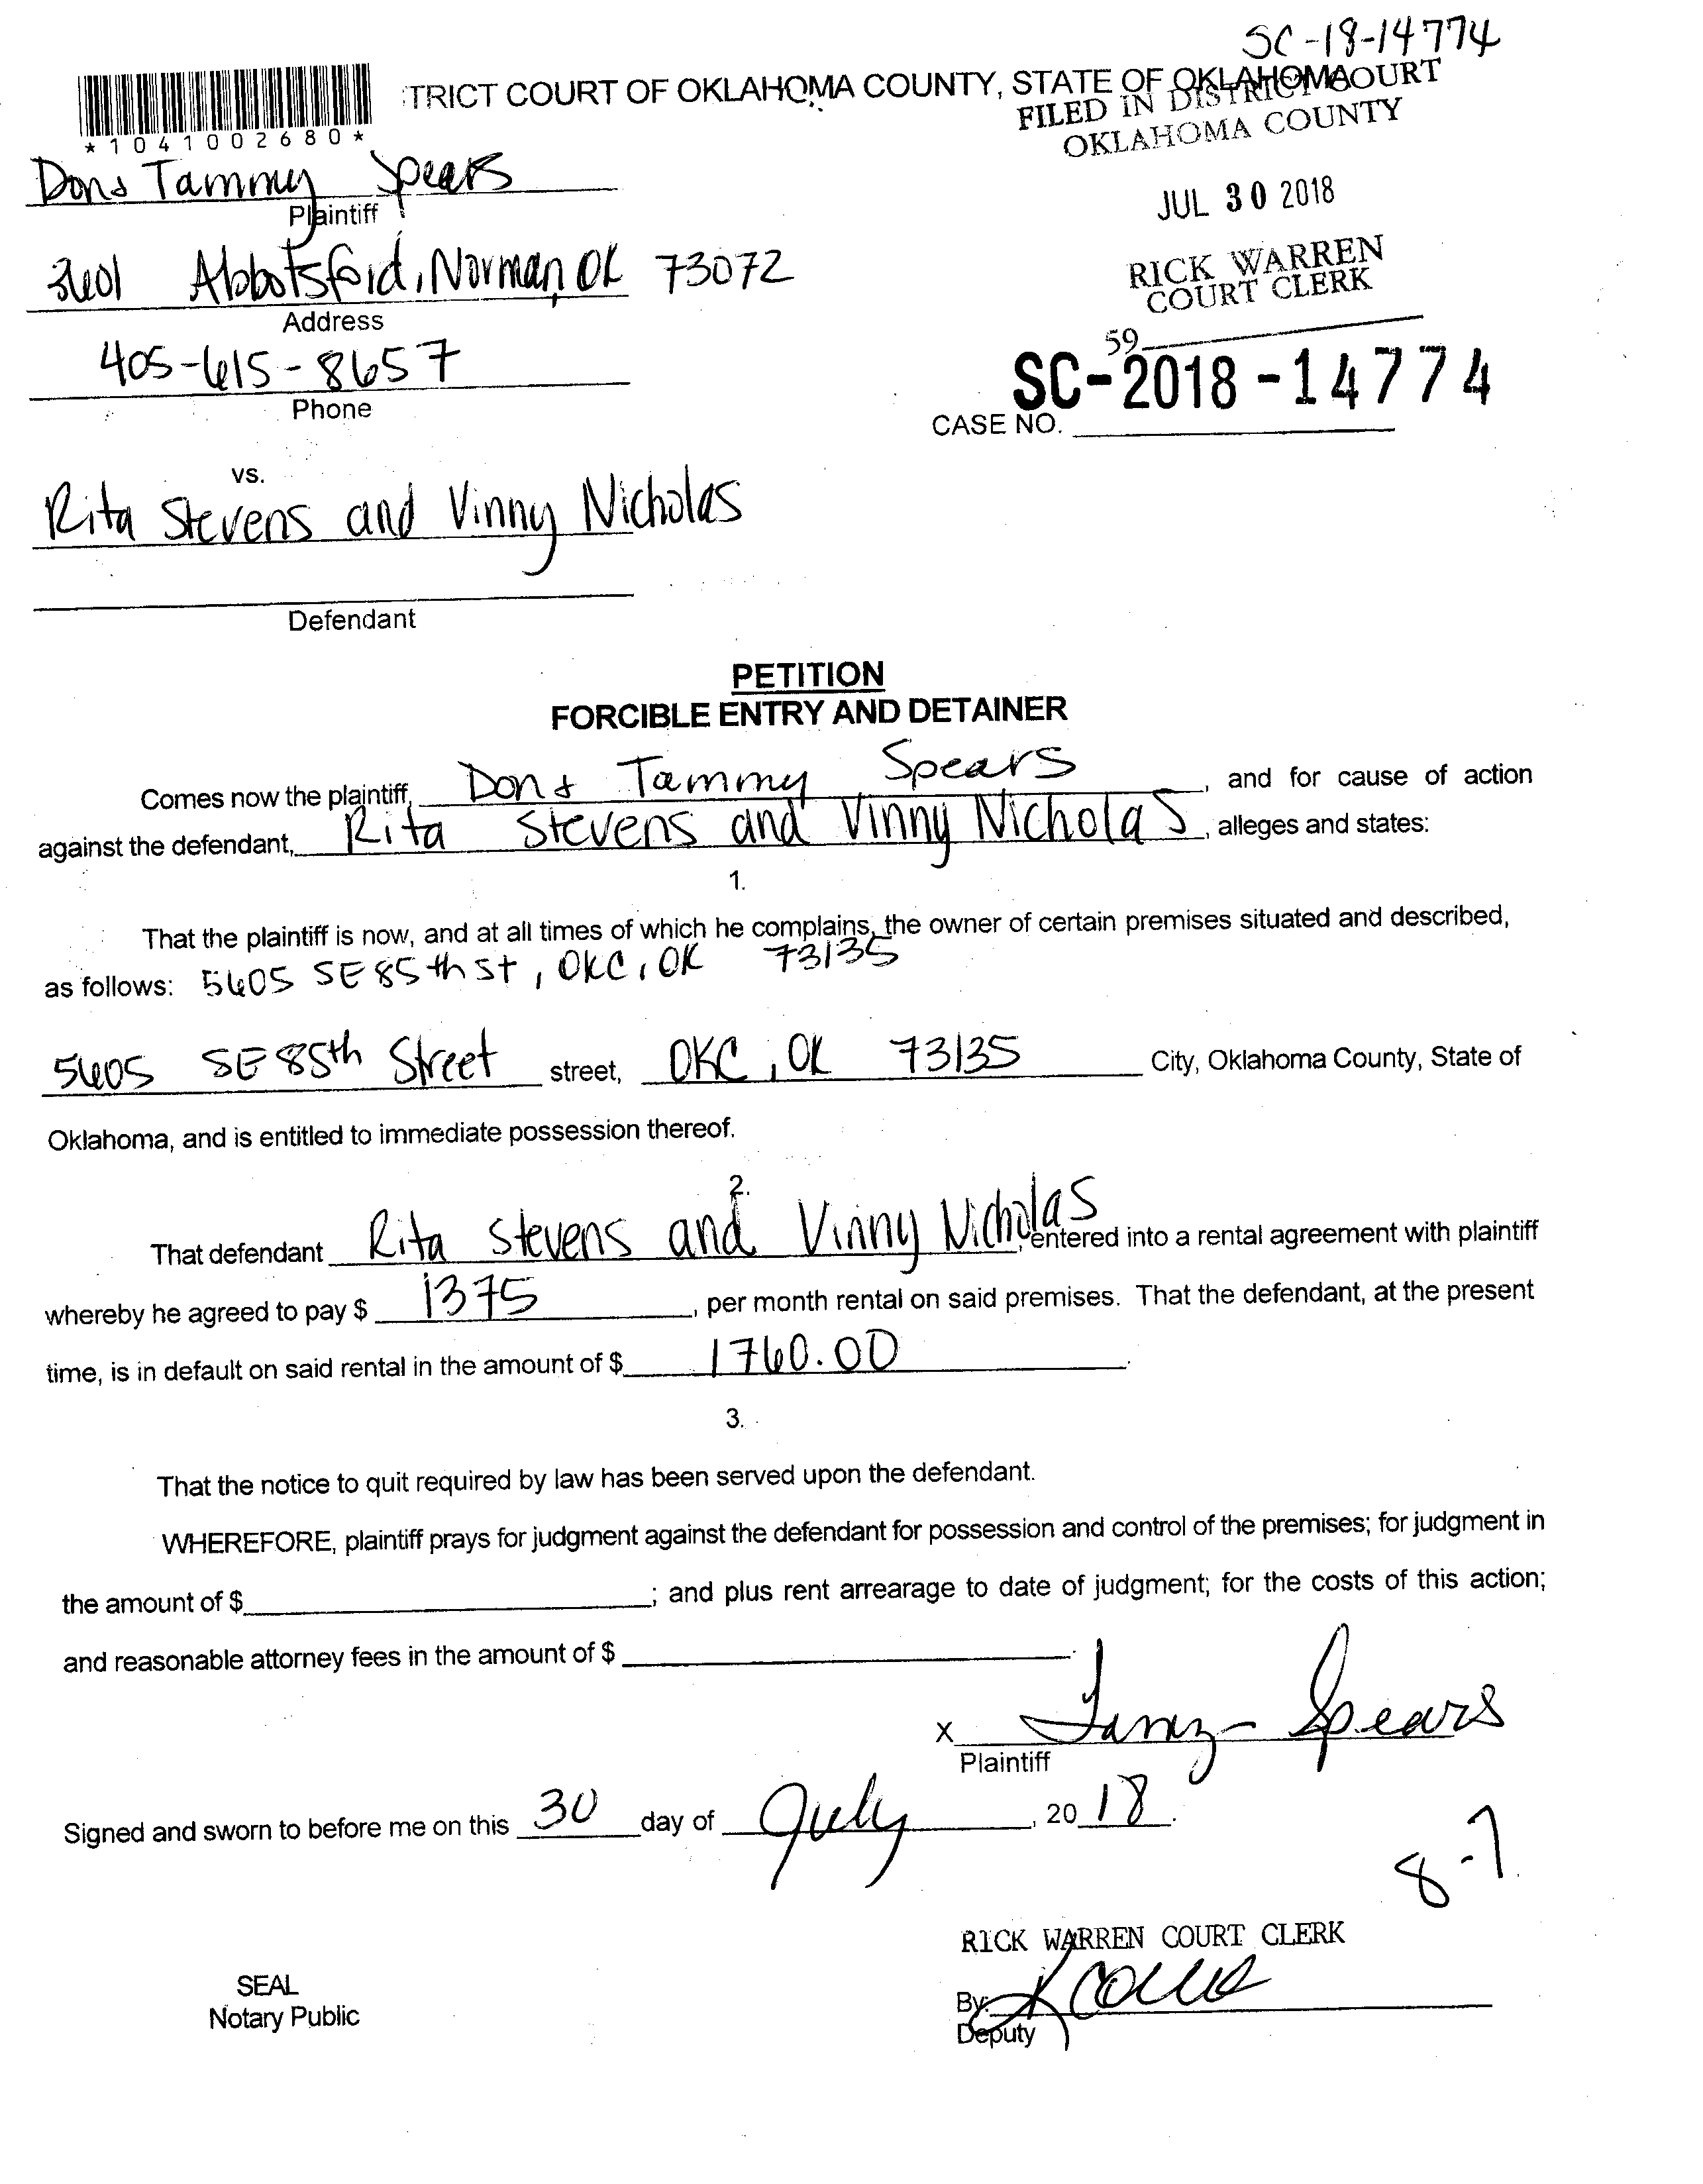 SC-18-14774
TRICT COURT OF OKLAHOMA COUNTY, STATE OF OKLAHOMA
FILED IN DISTRICT COURT
OKLAHOMA COUNTY
*1041002680*
Don & Tammy Spears
Plaintiff
JUL 30 2018
3601 Abbotsford, Norman, OK 73072
Address
RICK WARREN
COURT CLERK
405-615-8657
Phone
59
SC-2018-14774
CASE NO.
vs.
Rita Stevens and Vinny Nicholas
Defendant
PETITION
FORCIBLE ENTRY AND DETAINER
Comes now the plaintiff, Don & Tammy Spears, and for cause of action
against the defendant, Rita Stevens and Vinny Nicholas, alleges and states:
1.
That the plaintiff is now, and at all times of which he complains, the owner of certain premises situated and described,
as follows: 5605 SE 85th St, OKC, OK 73135
5605 SE 85th Street street, OKC, OK 73135 City, Oklahoma County, State of
Oklahoma, and is entitled to immediate possession thereof.
2.
That defendant Rita Stevens and Vinny Nicholas, entered into a rental agreement with plaintiff
whereby he agreed to pay $ 1375, per month rental on said premises. That the defendant, at the present
time, is in default on said rental in the amount of $ 1760.00.
3.
That the notice to quit required by law has been served upon the defendant.
WHEREFORE, plaintiff prays for judgment against the defendant for possession and control of the premises; for judgment in
the amount of $; and plus rent arrearage to date of judgment; for the costs of this action;
and reasonable attorney fees in the amount of $.
X Tammy Spears
Plaintiff
Signed and sworn to before me on this 30 day of July, 2018.
8-7
RICK WARREN COURT CLERK
SEAL
Notary Public
By:
Deputy